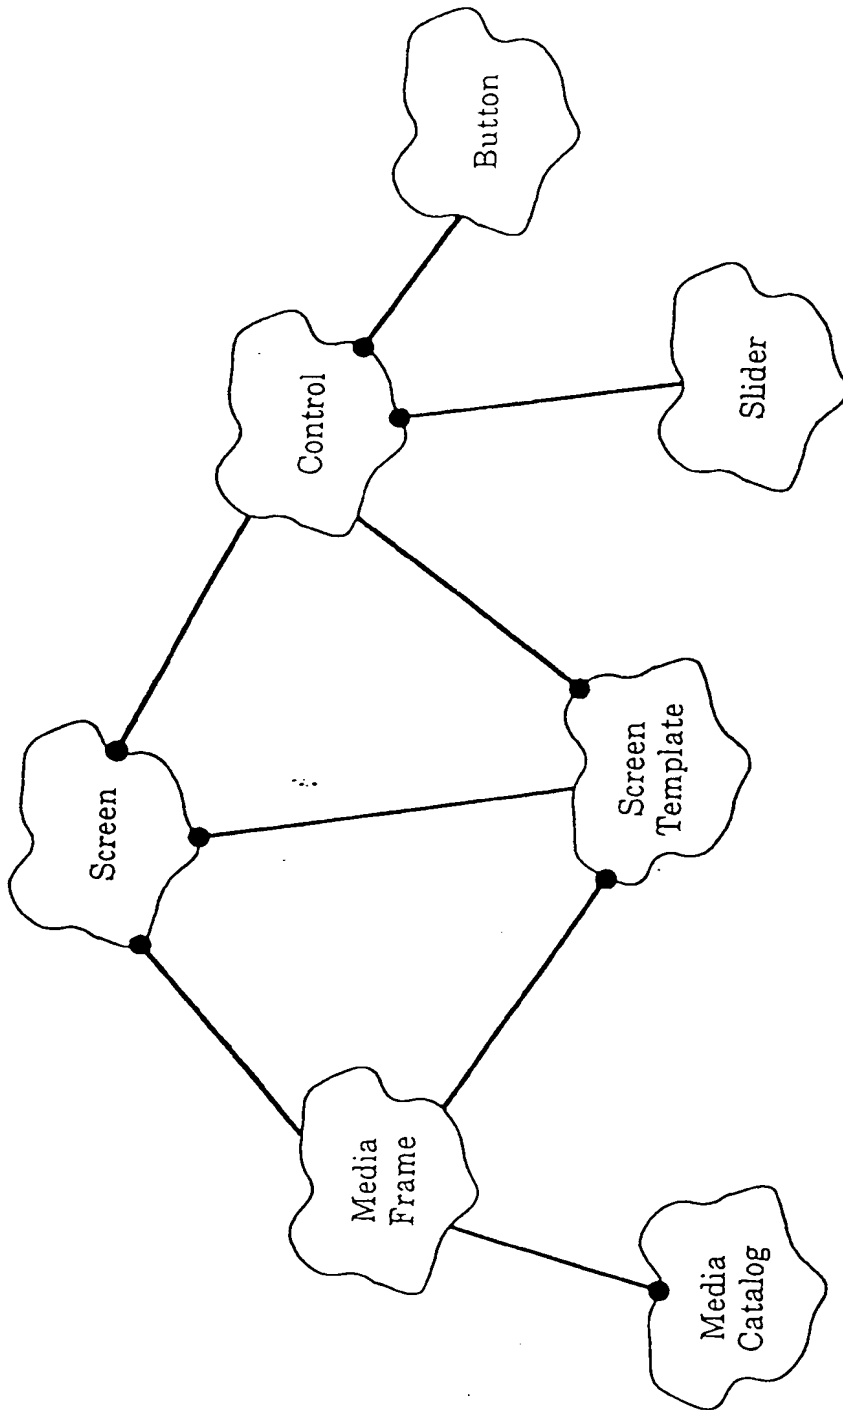 Screen
Control
Button
Media
Frame
Screen
Template
Slider
Media
Catalog